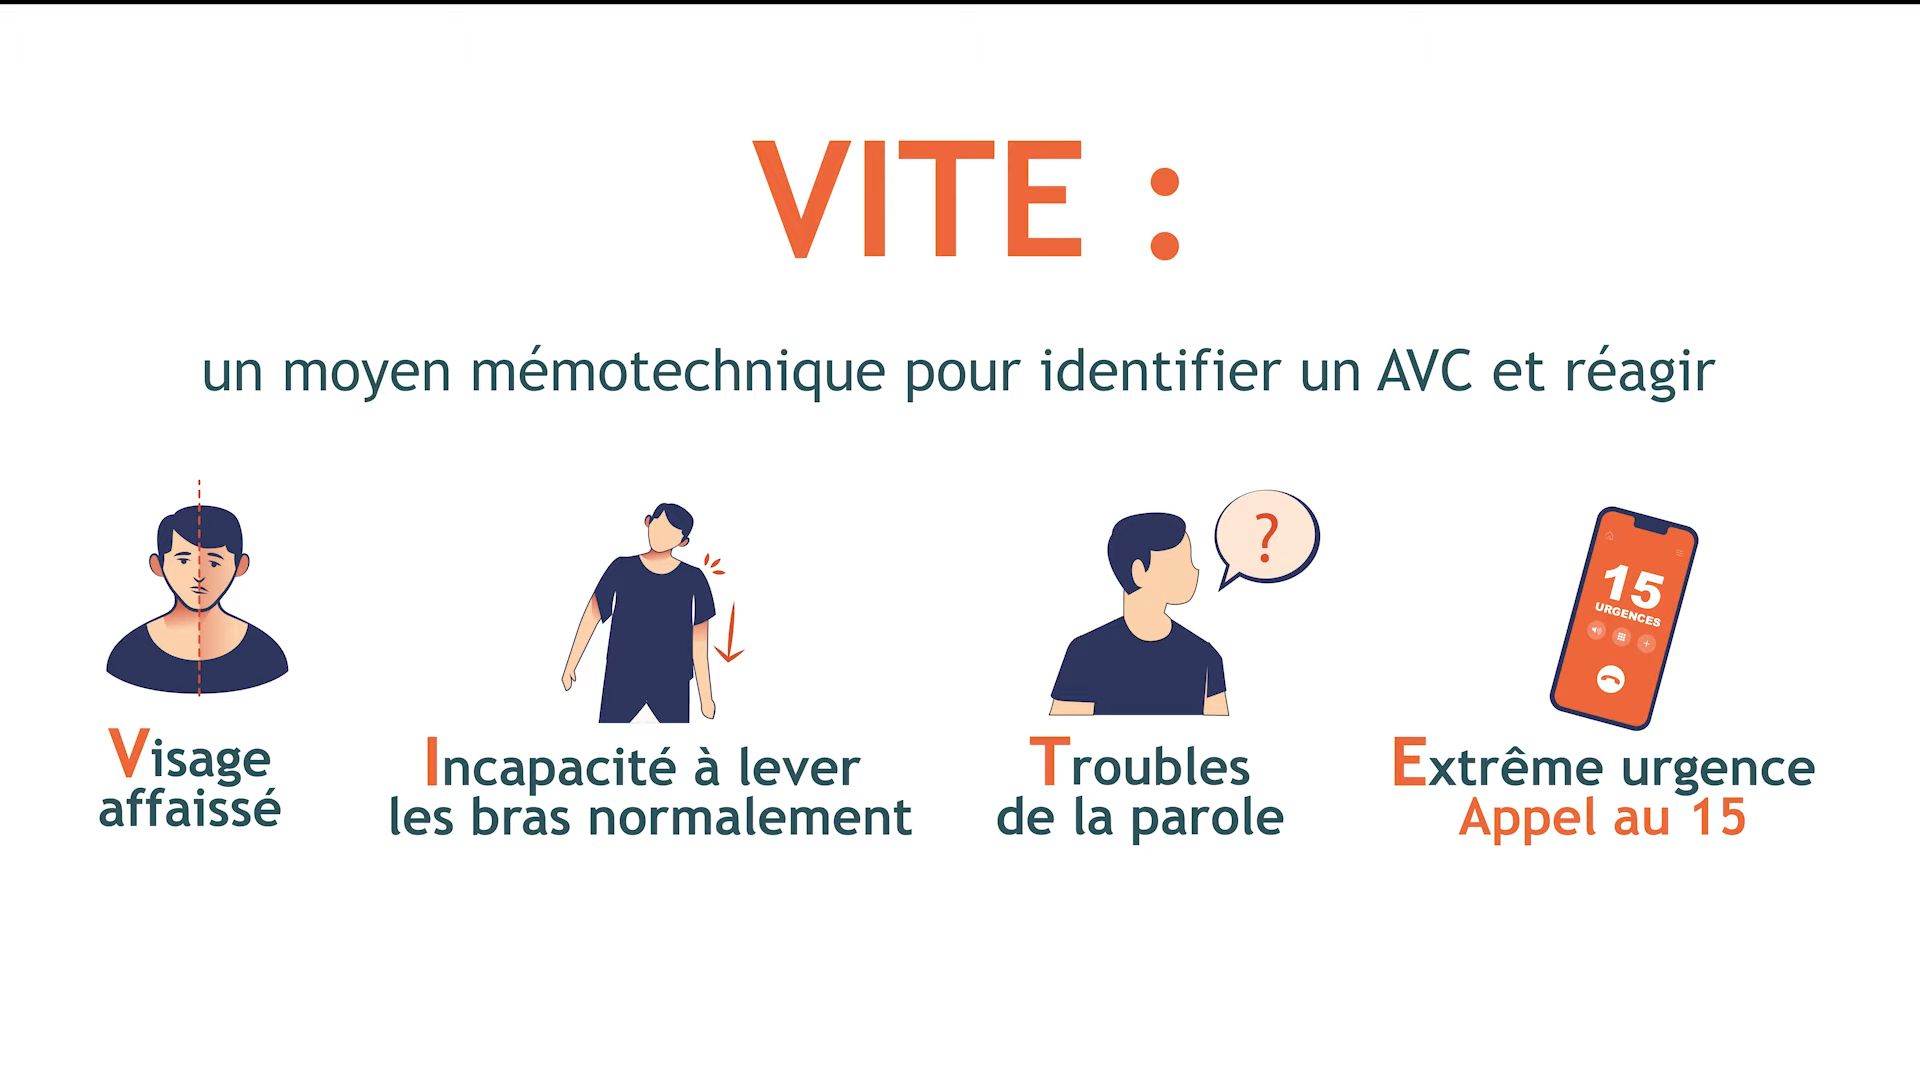 VITE :
un moyen mémotechnique pour identifier un AVC et réagir
?
15
URGENCES
Visage
affaissé
Incapacité à lever
les bras normalement
Troubles
de la parole
Extrême urgence
Appel au 15